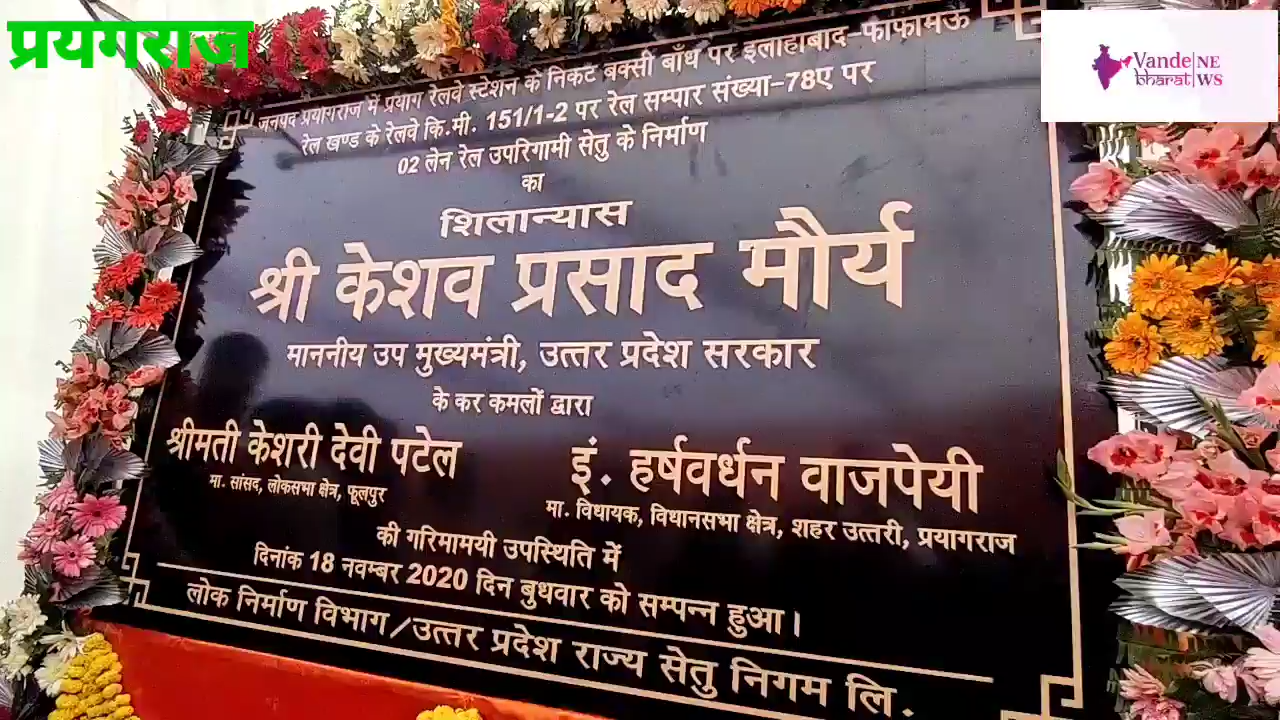 प्रयगराज
Vande NE
bharat WS
जनपद प्रयागराज में प्रयाग रेलवे स्टेशन के निकट बक्सी बाँध पर इलाहाबाद-फाफामऊ
रेल खण्ड के रेलवे कि.मी. 151/1-2 पर रेल सम्पार संख्या-78ए पर
02 लेन रेल उपरिगामी सेतु के निर्माण
का
शिलान्यास
श्री केशव प्रसाद मौर्य
माननीय उप मुख्यमंत्री, उत्तर प्रदेश सरकार
के कर कमलों द्वारा
श्रीमती केशरी देवी पटेल
मा. सांसद, लोकसभा क्षेत्र, फूलपुर
इं. हर्षवर्धन वाजपेयी
मा. विधायक, विधानसभा क्षेत्र, शहर उत्तरी, प्रयागराज
की गरिमामयी उपस्थिति में
दिनांक 18 नवम्बर 2020 दिन बुधवार को सम्पन्न हुआ।
लोक निर्माण विभाग/उत्तर प्रदेश राज्य सेतु निगम लि.